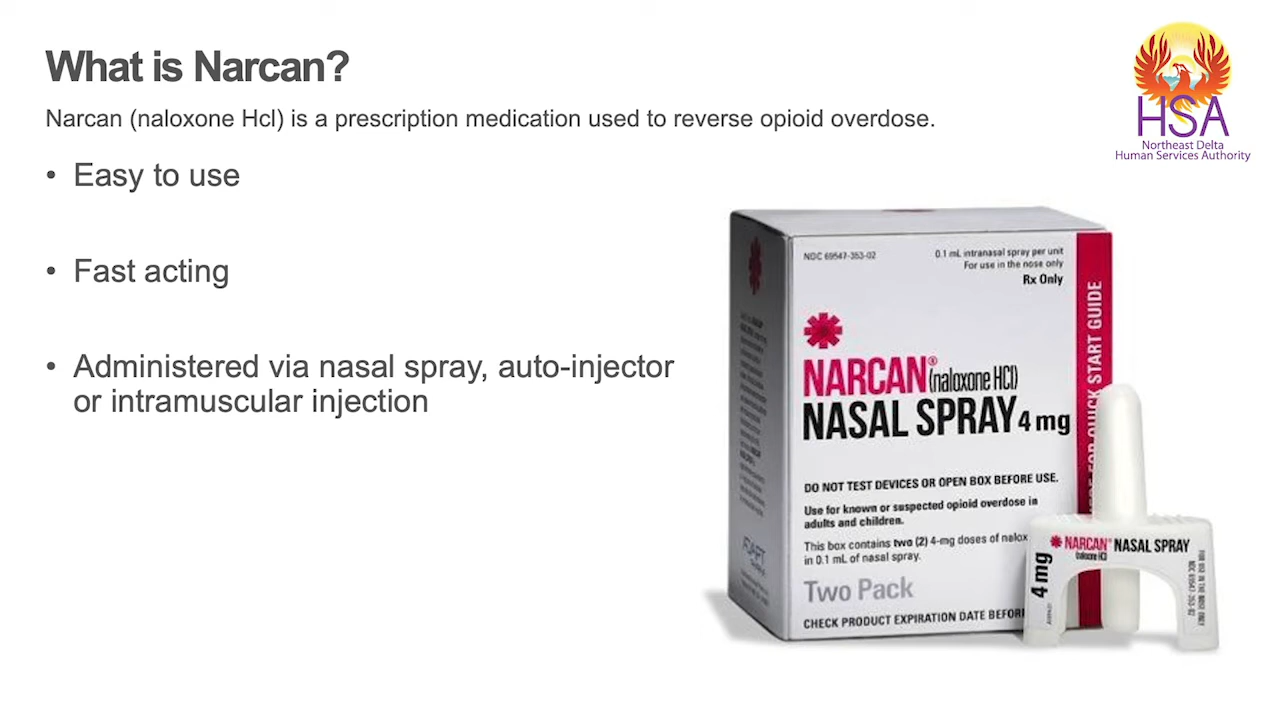 What is Narcan?
Narcan (naloxone Hcl) is a prescription medication used to reverse opioid overdose.
• Easy to use
• Fast acting
• Administered via nasal spray, auto-injector
or intramuscular injection
HSA
Northeast Delta
Human Services Authority
NDC 69547-353-02
0.1 mL intranasal spray per unit
For use in the nose only
Rx Only
NARCAN® (naloxone HCl)
NASAL SPRAY 4 mg
DO NOT TEST DEVICES OR OPEN BOX BEFORE USE.
Use for known or suspected opioid overdose in
adults and children.
This box contains two (2) 4-mg doses of
in 0.1 mL of nasal spray.
Two Pack
CHECK PRODUCT EXPIRATION DATE
FOR QUICK START GUIDE
ADAPT
NARCAN® NASAL SPRAY
(naloxone HCl)
4 mg